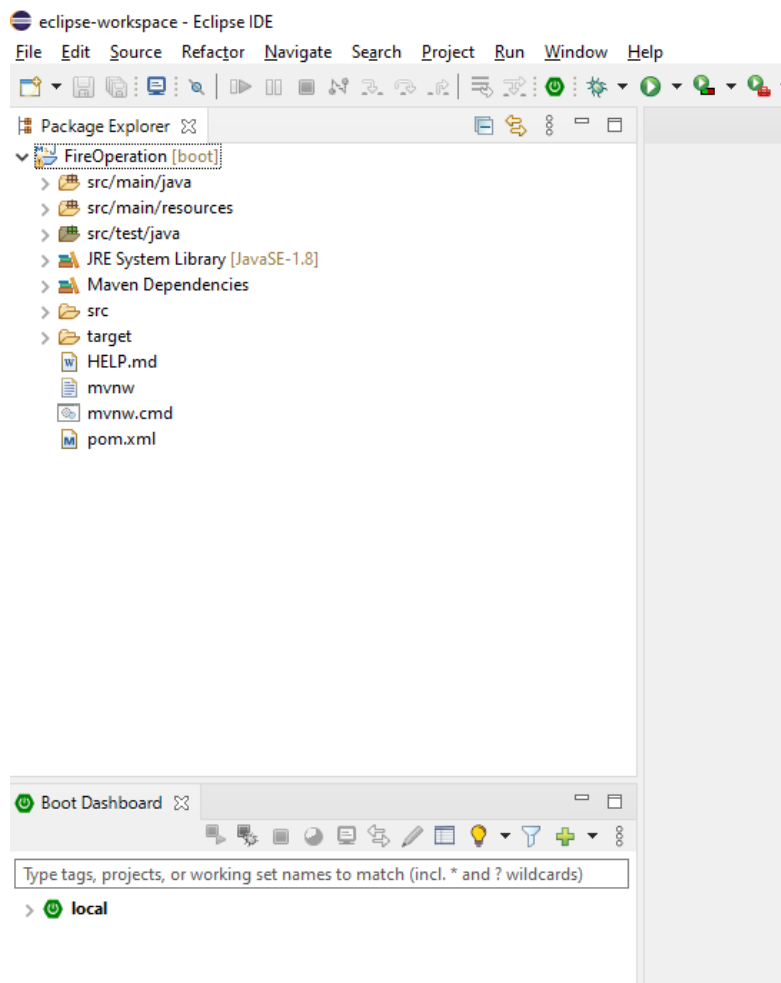 eclipse-workspace - Eclipse IDE
File Edit Source Refactor Navigate Search Project Run Window Help
Package Explorer
FireOperation [boot]
src/main/java
src/main/resources
src/test/java
JRE System Library [JavaSE-1.8]
Maven Dependencies
src
target
HELP.md
mvnw
mvnw.cmd
pom.xml
Boot Dashboard
Type tags, projects, or working set names to match (incl. * and ? wildcards)
local